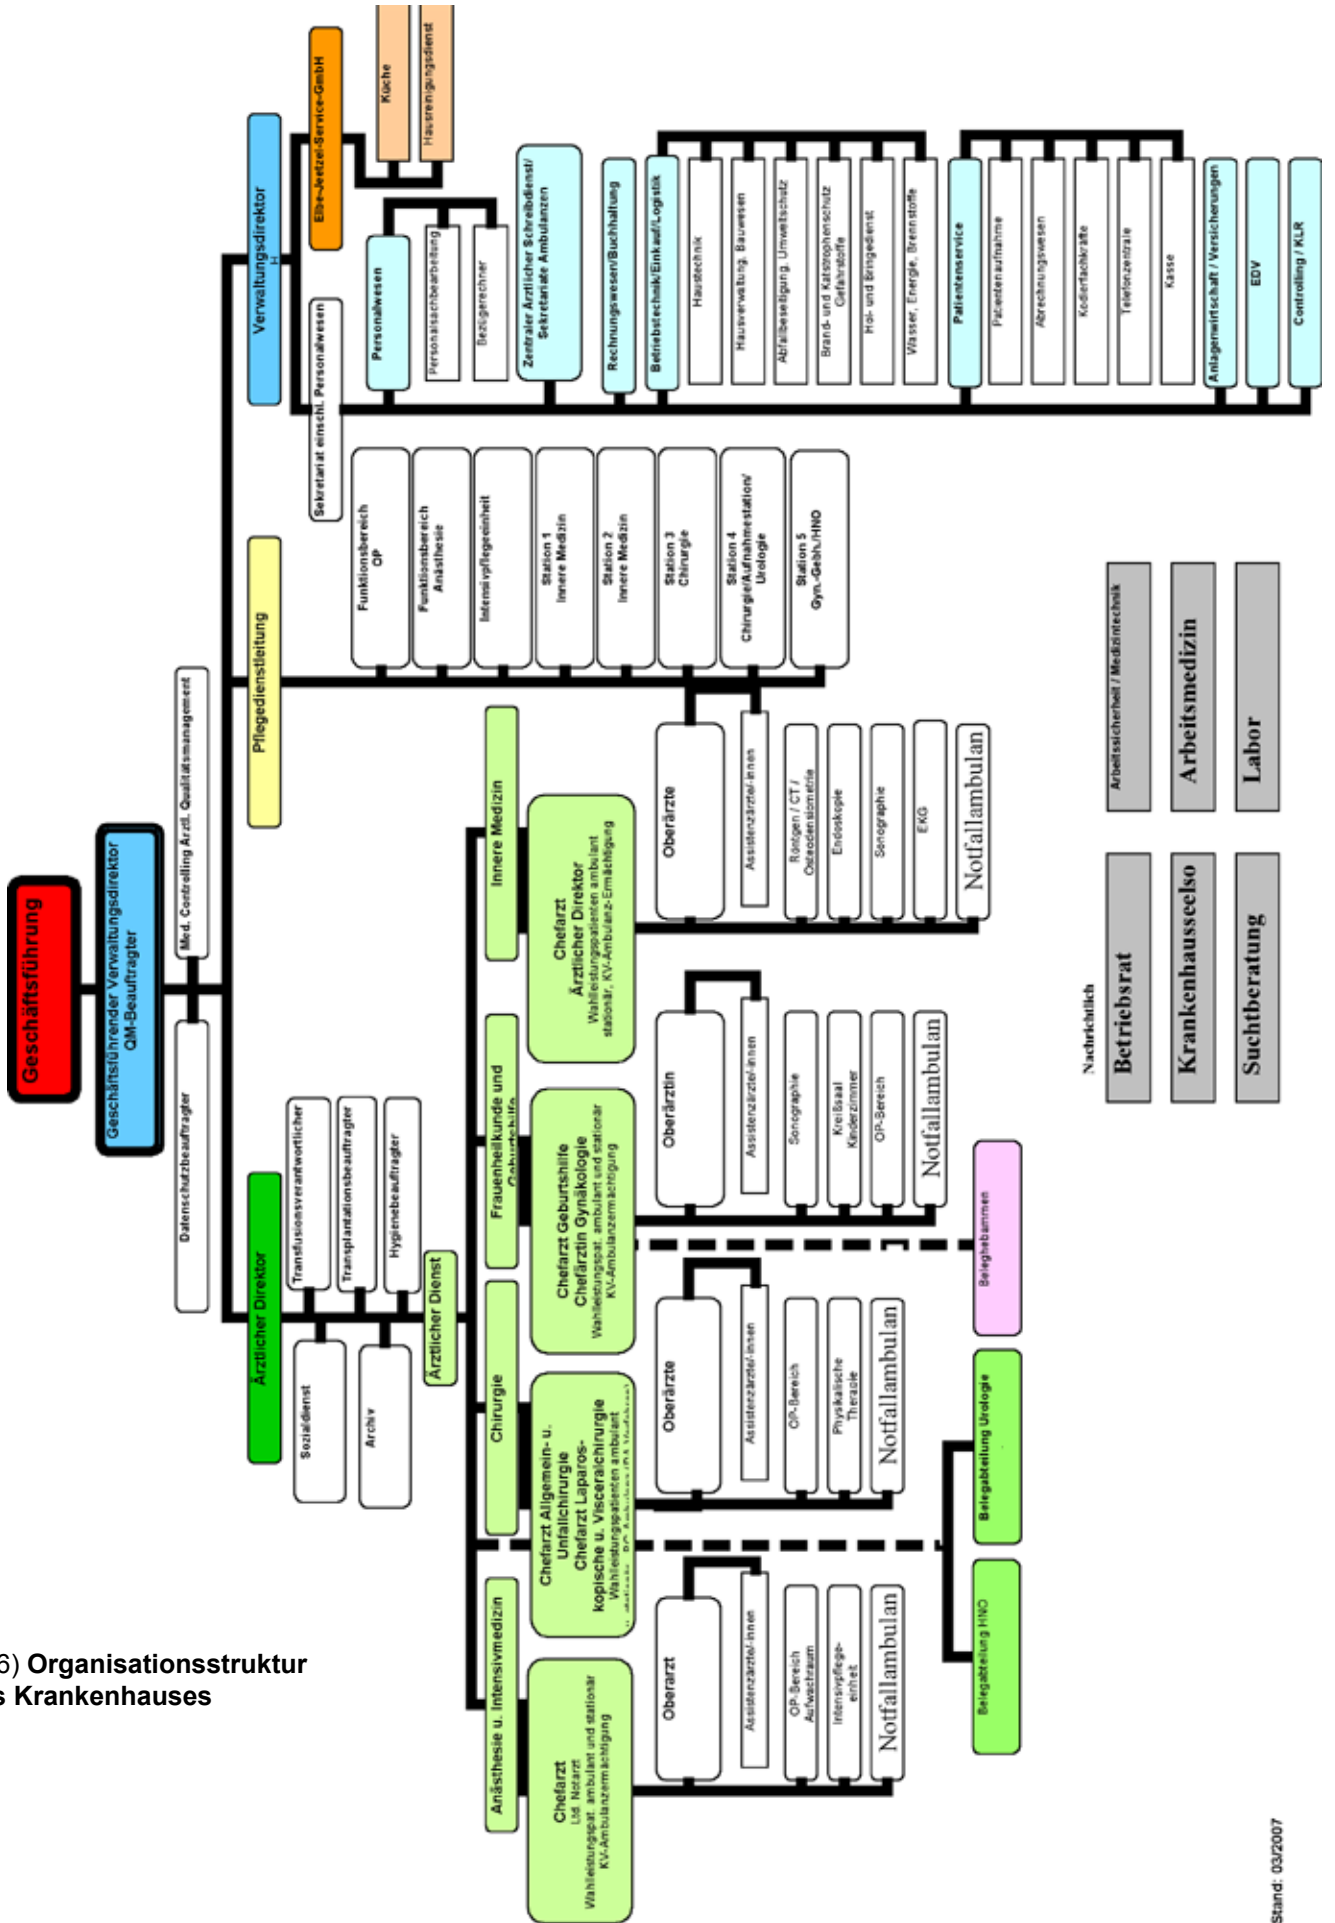 Geschäftsführung
Geschäftsführender Verwaltungsdirektor
QM-Beauftragter
Datenschutzbeauftragter
Med. Controlling Ärztl. Qualitätsmanagement
Ärztlicher Direktor
Pflegedienstleitung
Verwaltungsdirektor
H
Sozialdienst
Archiv
Transfusionsverantwortlicher
Transplantationsbeauftragter
Hygienebeauftragter
Ärztlicher Dienst
Anästhesie u. Intensivmedizin
Chirurgie
Frauenheilkunde und
Geburtshilfe
Innere Medizin
Chefarzt
Ltd. Notarzt
Wahlleistungspat. ambulant und stationär
KV-Ambulanzermächtigung
Oberarzt
Assistenzärzte/-innen
OP-Bereich
Aufwachraum
Intensivpflege-
einheit
Notfallambulan
Chefarzt Allgemein- u.
Unfallchirurgie
Chefarzt Laparos-
kopische u. Visceralchirurgie
Wahlleistungspatienten ambulant
Oberärzte
Assistenzärzte/-innen
OP-Bereich
Physikalische
Therapie
Notfallambulan
Chefarzt Geburtshilfe
Chefärztin Gynäkologie
Wahlleistungspat. ambulant und stationär
KV-Ambulanzermächtigung
Oberärztin
Assistenzärzte/-innen
Sonographie
Kreißsaal
Kinderzimmer
OP-Bereich
Notfallambulan
Chefarzt
Ärztlicher Direktor
Wahlleistungspatienten ambulant
stationär, KV-Ambulanz-Ermächtigung
Oberärzte
Assistenzärzte/-innen
Röntgen / CT /
Osteodensiometrie
Endoskopie
Sonographie
EKG
Notfallambulan
Belegabteilung HNO
Belegabteilung Urologie
Beleghebammen
Funktionsbereich
OP
Funktionsbereich
Anästhesie
Intensivpflegeeinheit
Station 1
Innere Medizin
Station 2
Innere Medizin
Station 3
Chirurgie
Station 4
Chirurgie/Aufnahmestation/
Urologie
Station 5
Gyn.-Gebh./HNO
Sekretariat einschl. Personalwesen
Elbe-Jeetzel-Service-GmbH
Küche
Hausreinigungsdienst
Personalwesen
Personalsachbearbeitung
Bezügerechner
Zentraler Ärztlicher Schreibdienst/
Sekretariate Ambulanzen
Rechnungswesen/Buchhaltung
Betriebstechnik/Einkauf/Logistik
Haustechnik
Hausverwaltung, Bauwesen
Abfallbeseitigung, Umweltschutz
Brand- und Katstrophenschutz
Gefahrstoffe
Hol- und Bringedienst
Wasser, Energie, Brennstoffe
Patientenservice
Patientenaufnahme
Abrechnungswesen
Kodierfachkräfte
Telefonzentrale
Kasse
Anlagenwirtschaft / Versicherungen
EDV
Controlling / KLR
Nachrichtlich
Betriebsrat
Arbeitssicherheit / Medizintechnik
Krankenhausseelso
Arbeitsmedizin
Suchtberatung
Labor
6) Organisationsstruktur
s Krankenhauses
Stand: 03/2007